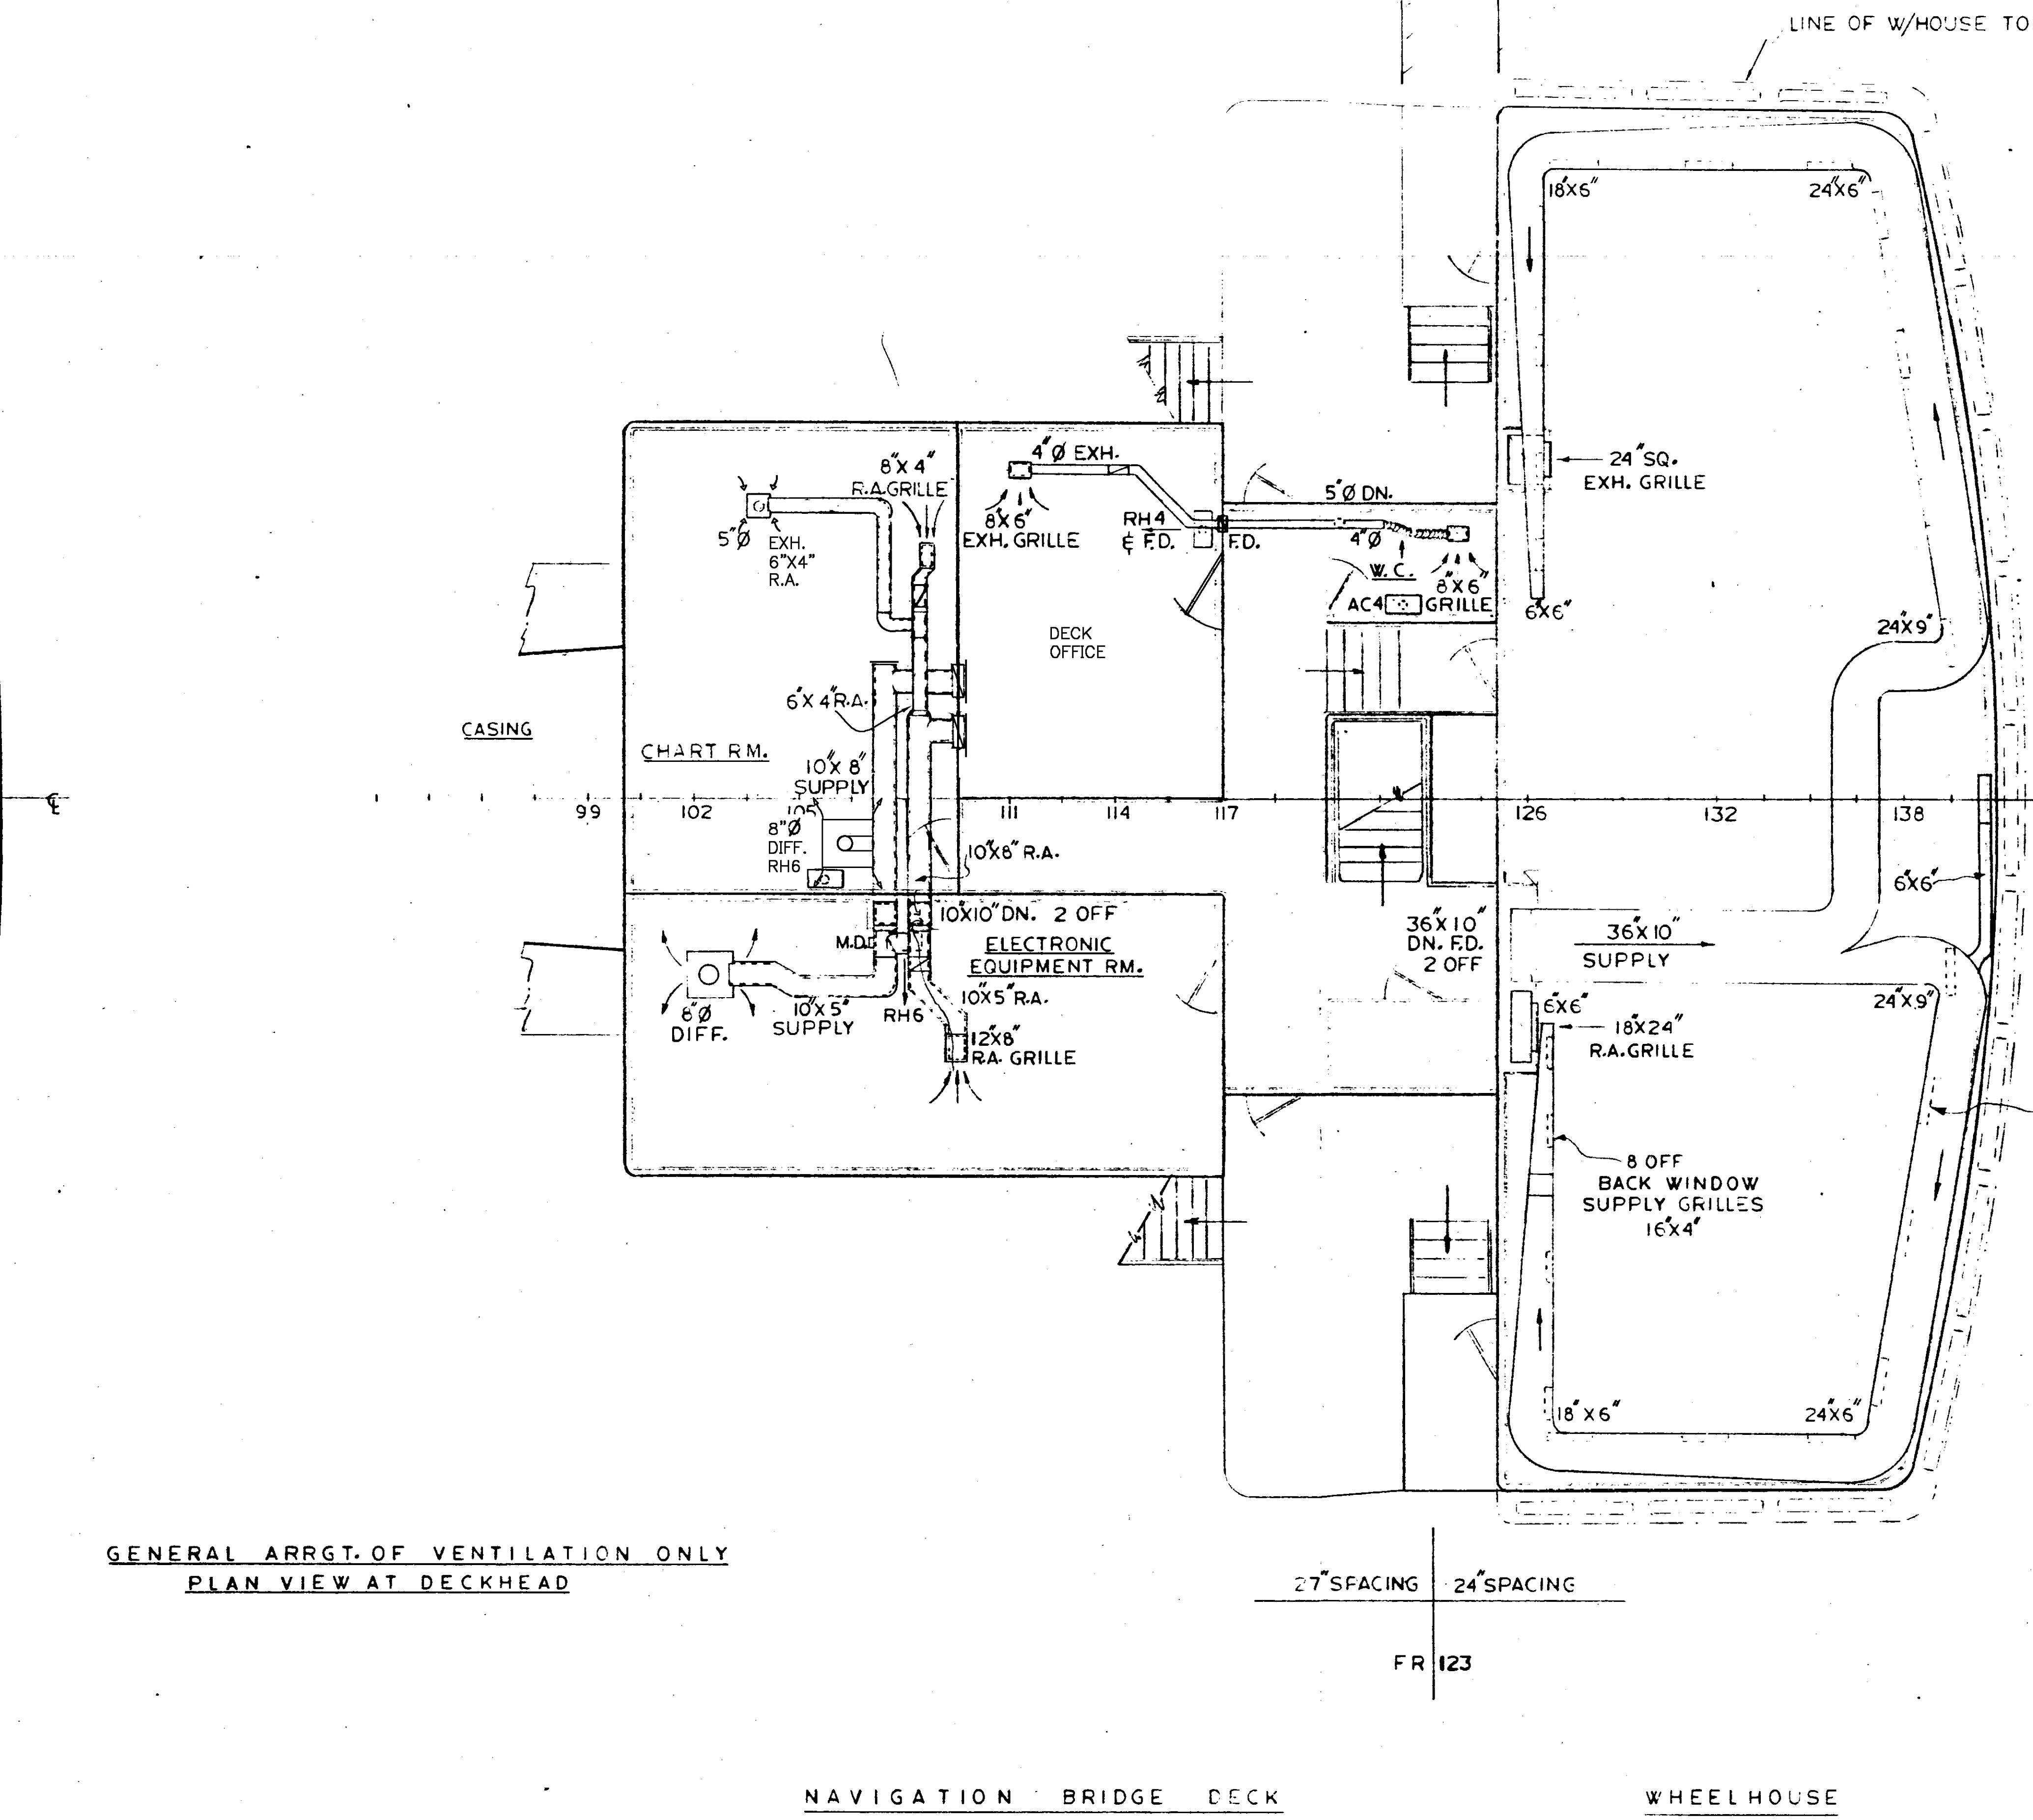 LINE OF W/HOUSE TO
18"X6"
24"X6"
24"SQ.
EXH. GRILLE
4"Ø EXH.
8"X4"
R.A.GRILLE
5"Ø
EXH.
6"X4"
R.A.
8"X6"
EXH. GRILLE
RH4
& F.D.
F.D.
5"Ø DN.
4"Ø
W.C.
8"X6"
AC4
GRILLE
6"X6"
24"X9"
DECK
OFFICE
6"X4"R.A.
CASING
CHART RM.
10"X8"
SUPPLY
℄
99
102
105
111
114
117
126
132
138
8"Ø
DIFF.
RH6
10"X8" R.A.
6"X6"
10"X10" DN. 2 OFF
M.D.
ELECTRONIC
EQUIPMENT RM.
36"X10"
DN. F.D.
2 OFF
36"X10"
SUPPLY
8"Ø
DIFF.
10"X5"
SUPPLY
RH6
10"X5"R.A.
12"X8"
R.A. GRILLE
6"X6"
18"X24"
R.A.GRILLE
24"X9"
8 OFF
BACK WINDOW
SUPPLY GRILLES
16"X4"
18"X6"
24"X6"
GENERAL ARRGT. OF VENTILATION ONLY
PLAN VIEW AT DECKHEAD
27"SPACING
24"SPACING
FR 123
NAVIGATION BRIDGE DECK
WHEELHOUSE